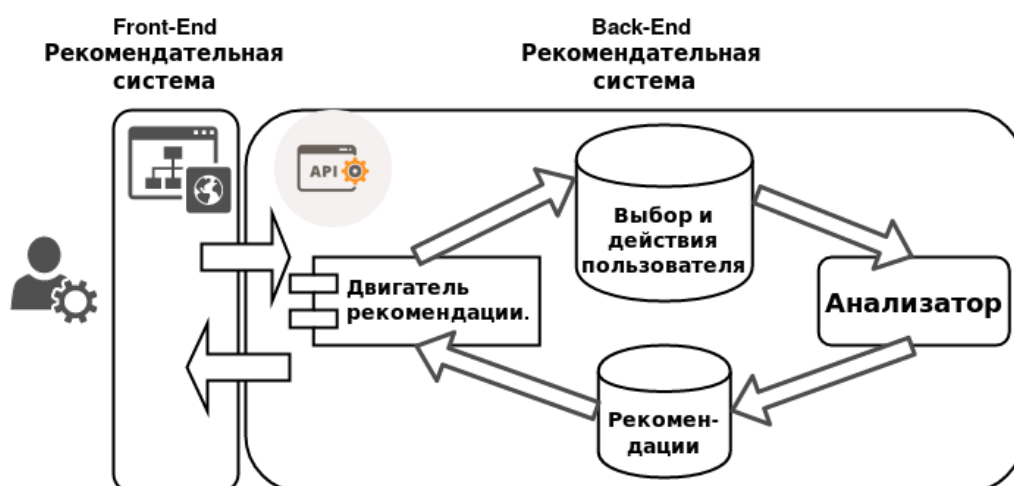 Front-End
Рекомендательная
система
Back-End
Рекомендательная
система
API
Выбор и
действия
пользователя
Двигатель
рекомендации.
Анализатор
Рекомен-
дации